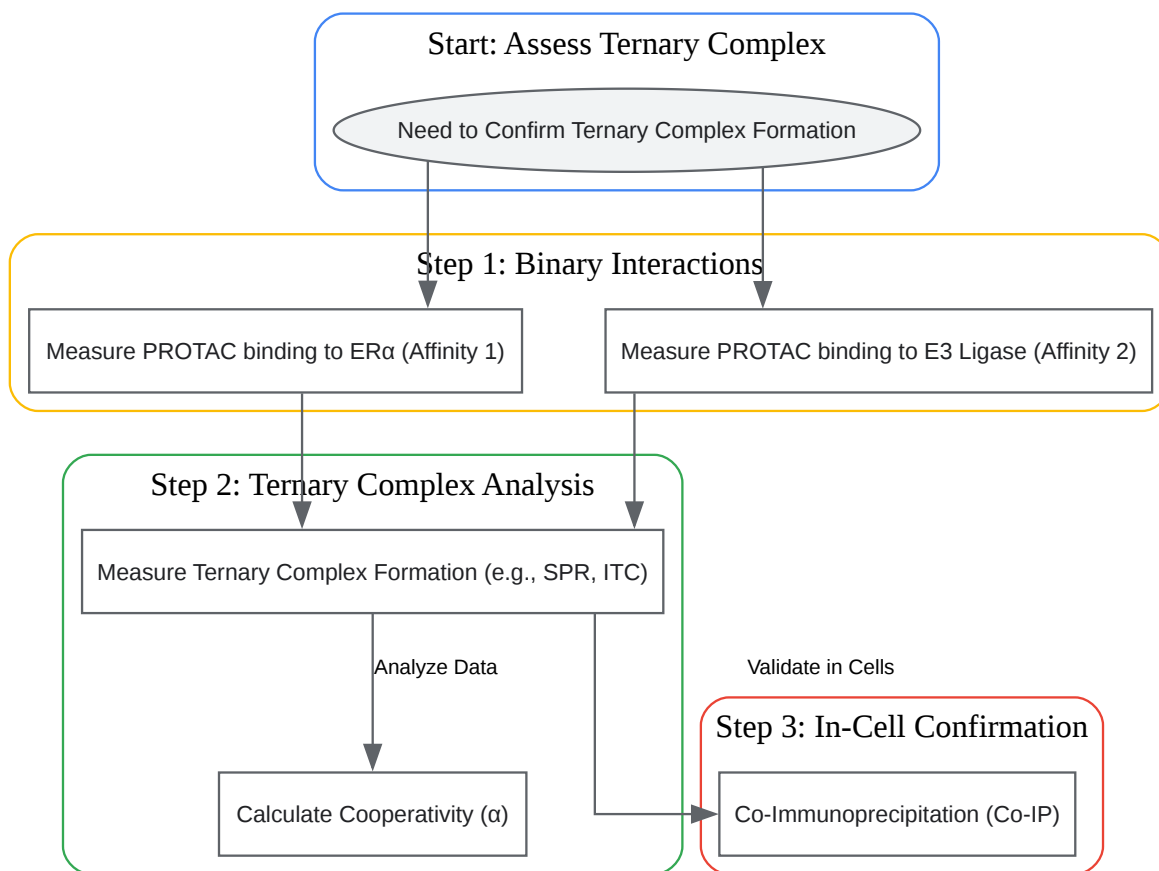 Start: Assess Ternary Complex
Need to Confirm Ternary Complex Formation
Step 1: Binary Interactions
Measure PROTAC binding to ERα (Affinity 1)
Measure PROTAC binding to E3 Ligase (Affinity 2)
Step 2: Ternary Complex Analysis
Measure Ternary Complex Formation (e.g., SPR, ITC)
Analyze Data
Validate in Cells
Step 3: In-Cell Confirmation
Calculate Cooperativity (α)
Co-Immunoprecipitation (Co-IP)